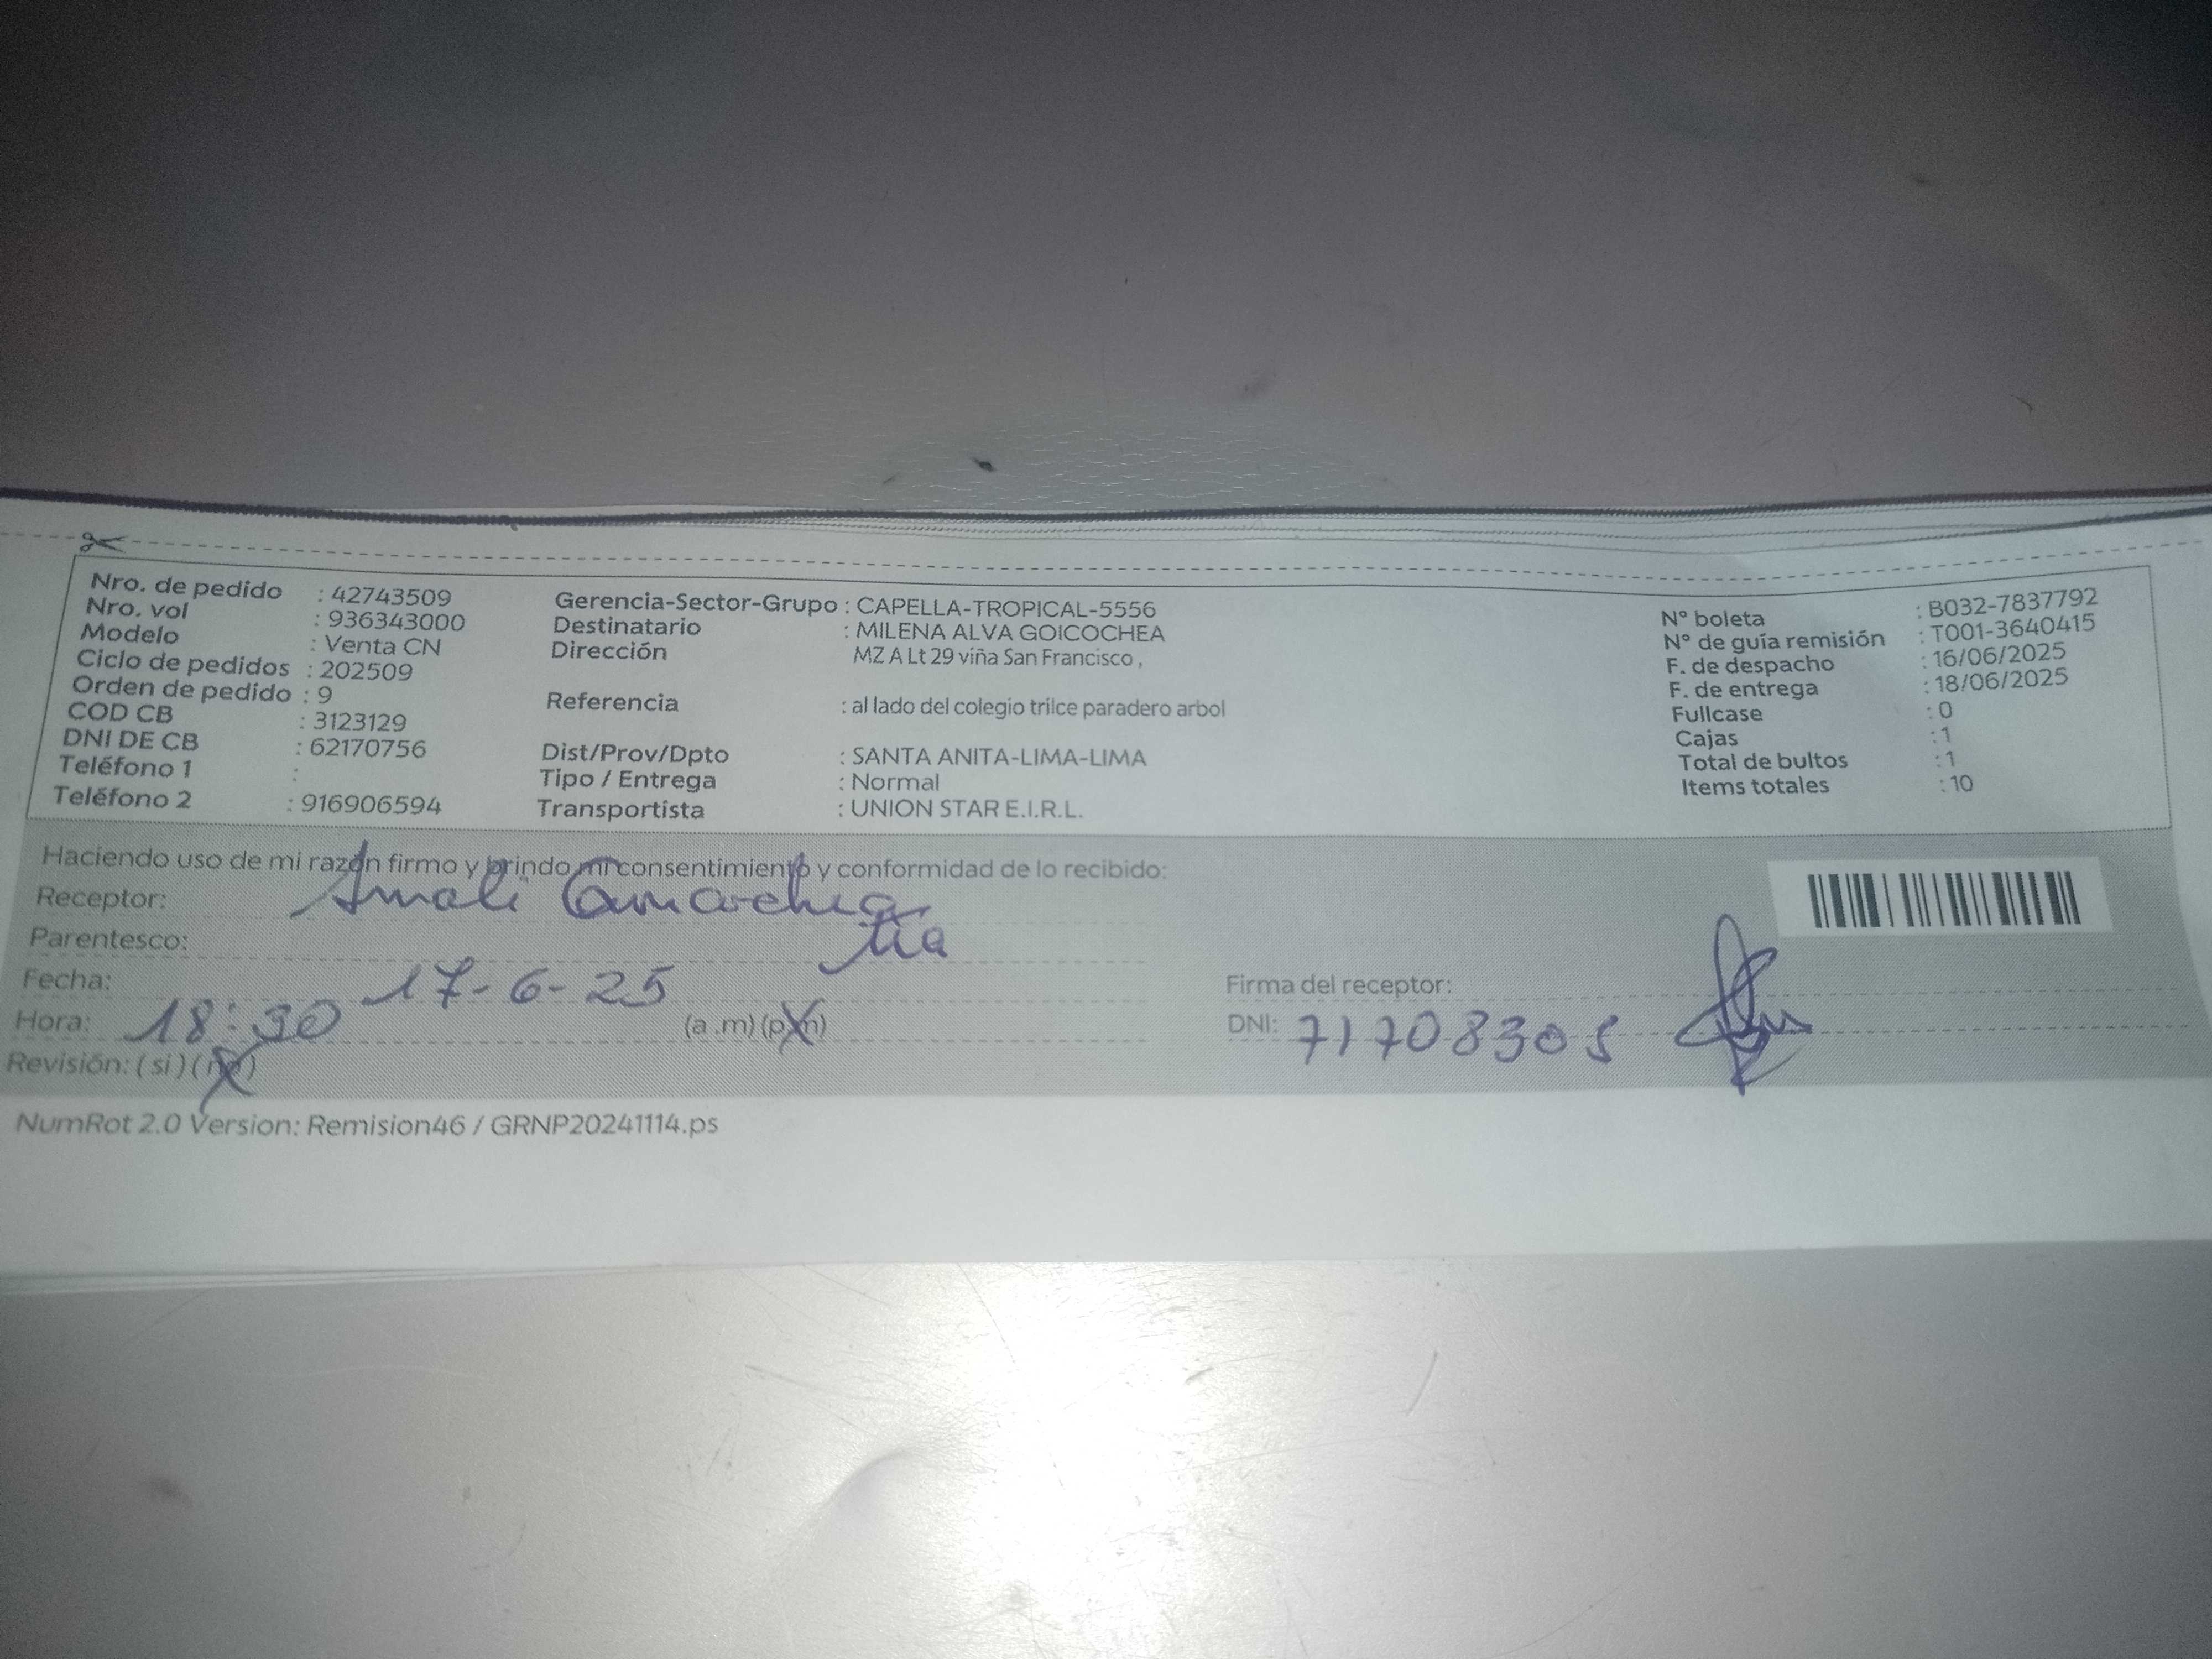 Nro. de pedido : 42743509
Nro. vol : 936343000
Modelo : Venta CN
Ciclo de pedidos : 202509
Orden de pedido : 9
COD CB : 3123129
DNI DE CB : 62170756
Teléfono 1 :
Teléfono 2 : 916906594
Gerencia-Sector-Grupo : CAPELLA-TROPICAL-5556
Destinatario : MILENA ALVA GOICOCHEA
Dirección MZ A Lt 29 viña San Francisco ,
Referencia : al lado del colegio trilce paradero arbol
Dist/Prov/Dpto : SANTA ANITA-LIMA-LIMA
Tipo / Entrega : Normal
Transportista : UNION STAR E.I.R.L.
N° boleta : B032-7837792
N° de guía remisión : T001-3640415
F. de despacho : 16/06/2025
F. de entrega : 18/06/2025
Fullcase : 0
Cajas : 1
Total de bultos : 1
Items totales : 10
Haciendo uso de mi razón firmo y brindo mi consentimiento y conformidad de lo recibido:
Receptor:
Parentesco: tia
Fecha: 17-6-25
Hora: 18:30 (a .m) (p.m)
Revisión: ( si ) ( no )
Firma del receptor:
DNI: 71708305
NumRot 2.0 Version: Remision46 / GRNP20241114.ps